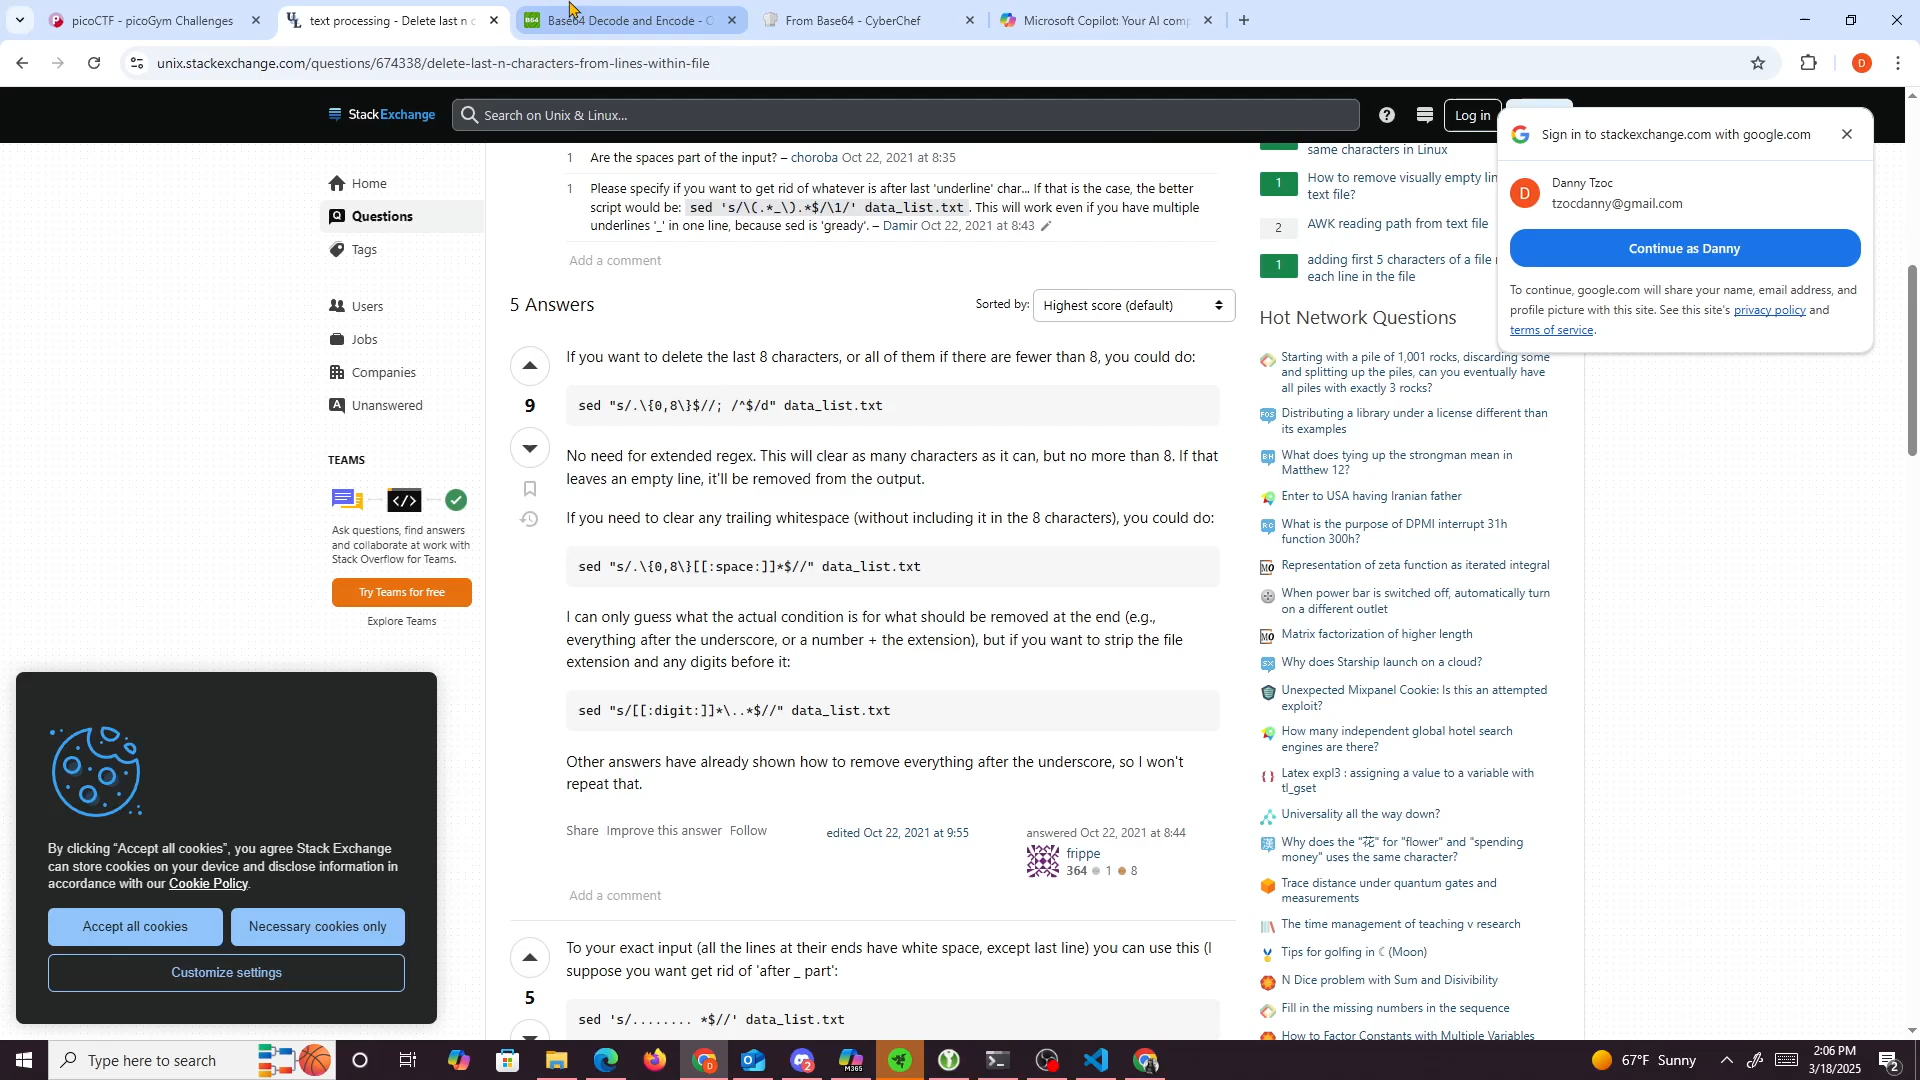 picoCTF - picoGym Challenges
text processing - Delete last n c
Base64 Decode and Encode - O
From Base64 - CyberChef
Microsoft Copilot: Your AI comp
unix.stackexchange.com/questions/674338/delete-last-n-characters-from-lines-within-file
D
StackExchange
Search on Unix & Linux...
Log in
Sign in to stackexchange.com with google.com
D
Danny Tzoc
tzocdanny@gmail.com
Continue as Danny
To continue, google.com will share your name, email address, and
profile picture with this site. See this site's privacy policy and
terms of service.
Home
Questions
Tags
Users
Jobs
Companies
Unanswered
TEAMS
Ask questions, find answers
and collaborate at work with
Stack Overflow for Teams.
Try Teams for free
Explore Teams
1 Are the spaces part of the input? – choroba Oct 22, 2021 at 8:35
1 Please specify if you want to get rid of whatever is after last 'underline' char... If that is the case, the better
script would be: sed 's/\(.*_\).*$/\1/' data_list.txt . This will work even if you have multiple
underlines '_' in one line, because sed is 'gready'. – Damir Oct 22, 2021 at 8:43
Add a comment
5 Answers
Sorted by: Highest score (default)
If you want to delete the last 8 characters, or all of them if there are fewer than 8, you could do:
9
sed "s/.\{0,8\}$//; /^$/d" data_list.txt
No need for extended regex. This will clear as many characters as it can, but no more than 8. If that
leaves an empty line, it'll be removed from the output.
If you need to clear any trailing whitespace (without including it in the 8 characters), you could do:
sed "s/.\{0,8\}[[:space:]]*$//" data_list.txt
I can only guess what the actual condition is for what should be removed at the end (e.g.,
everything after the underscore, or a number + the extension), but if you want to strip the file
extension and any digits before it:
sed "s/[[:digit:]]*\..*$//" data_list.txt
Other answers have already shown how to remove everything after the underscore, so I won't
repeat that.
Share Improve this answer Follow
edited Oct 22, 2021 at 9:55
answered Oct 22, 2021 at 8:44
frippe
364 1 8
Add a comment
To your exact input (all the lines at their ends have white space, except last line) you can use this (I
suppose you want get rid of 'after _ part':
5
sed 's/........ *$//' data_list.txt
same characters in Linux
1 How to remove visually empty lin
text file?
2 AWK reading path from text file
1 adding first 5 characters of a file
each line in the file
Hot Network Questions
Starting with a pile of 1,001 rocks, discarding some
and splitting up the piles, can you eventually have
all piles with exactly 3 rocks?
Distributing a library under a license different than
its examples
What does tying up the strongman mean in
Matthew 12?
Enter to USA having Iranian father
What is the purpose of DPMI interrupt 31h
function 300h?
Representation of zeta function as iterated integral
When power bar is switched off, automatically turn
on a different outlet
Matrix factorization of higher length
Why does Starship launch on a cloud?
Unexpected Mixpanel Cookie: Is this an attempted
exploit?
How many independent global hotel search
engines are there?
Latex expl3 : assigning a value to a variable with
tl_gset
Universality all the way down?
Why does the "花" for "flower" and "spending
money" uses the same character?
Trace distance under quantum gates and
measurements
The time management of teaching v research
Tips for golfing in ☾ (Moon)
N Dice problem with Sum and Disivibility
Fill in the missing numbers in the sequence
How to Factor Constants with Multiple Variables
By clicking “Accept all cookies”, you agree Stack Exchange
can store cookies on your device and disclose information in
accordance with our Cookie Policy.
Accept all cookies
Necessary cookies only
Customize settings
Type here to search
67°F Sunny
2:06 PM
3/18/2025
2